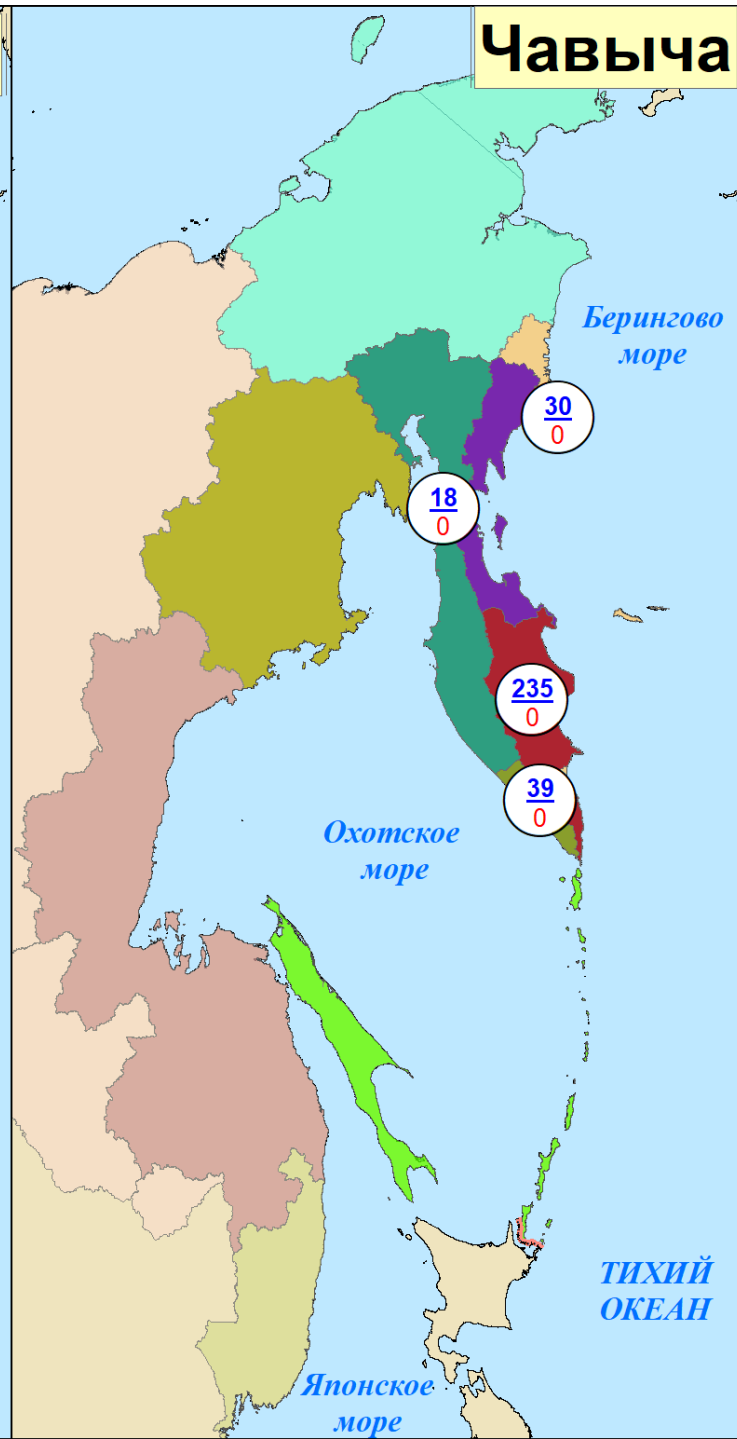 Чавыча
Берингово
море
30
0
18
0
235
0
39
0
Охотское
море
ТИХИЙ
ОКЕАН
Японское
море